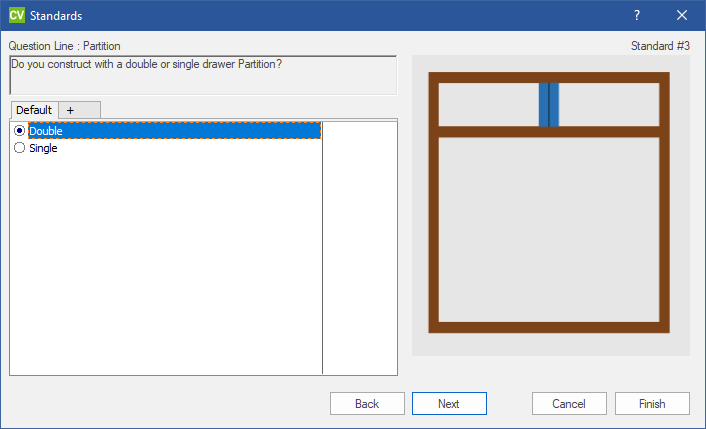 CV Standards ?
Question Line : Partition Standard #3
Do you construct with a double or single drawer Partition?
Default +
Double
Single
Back Next Cancel Finish